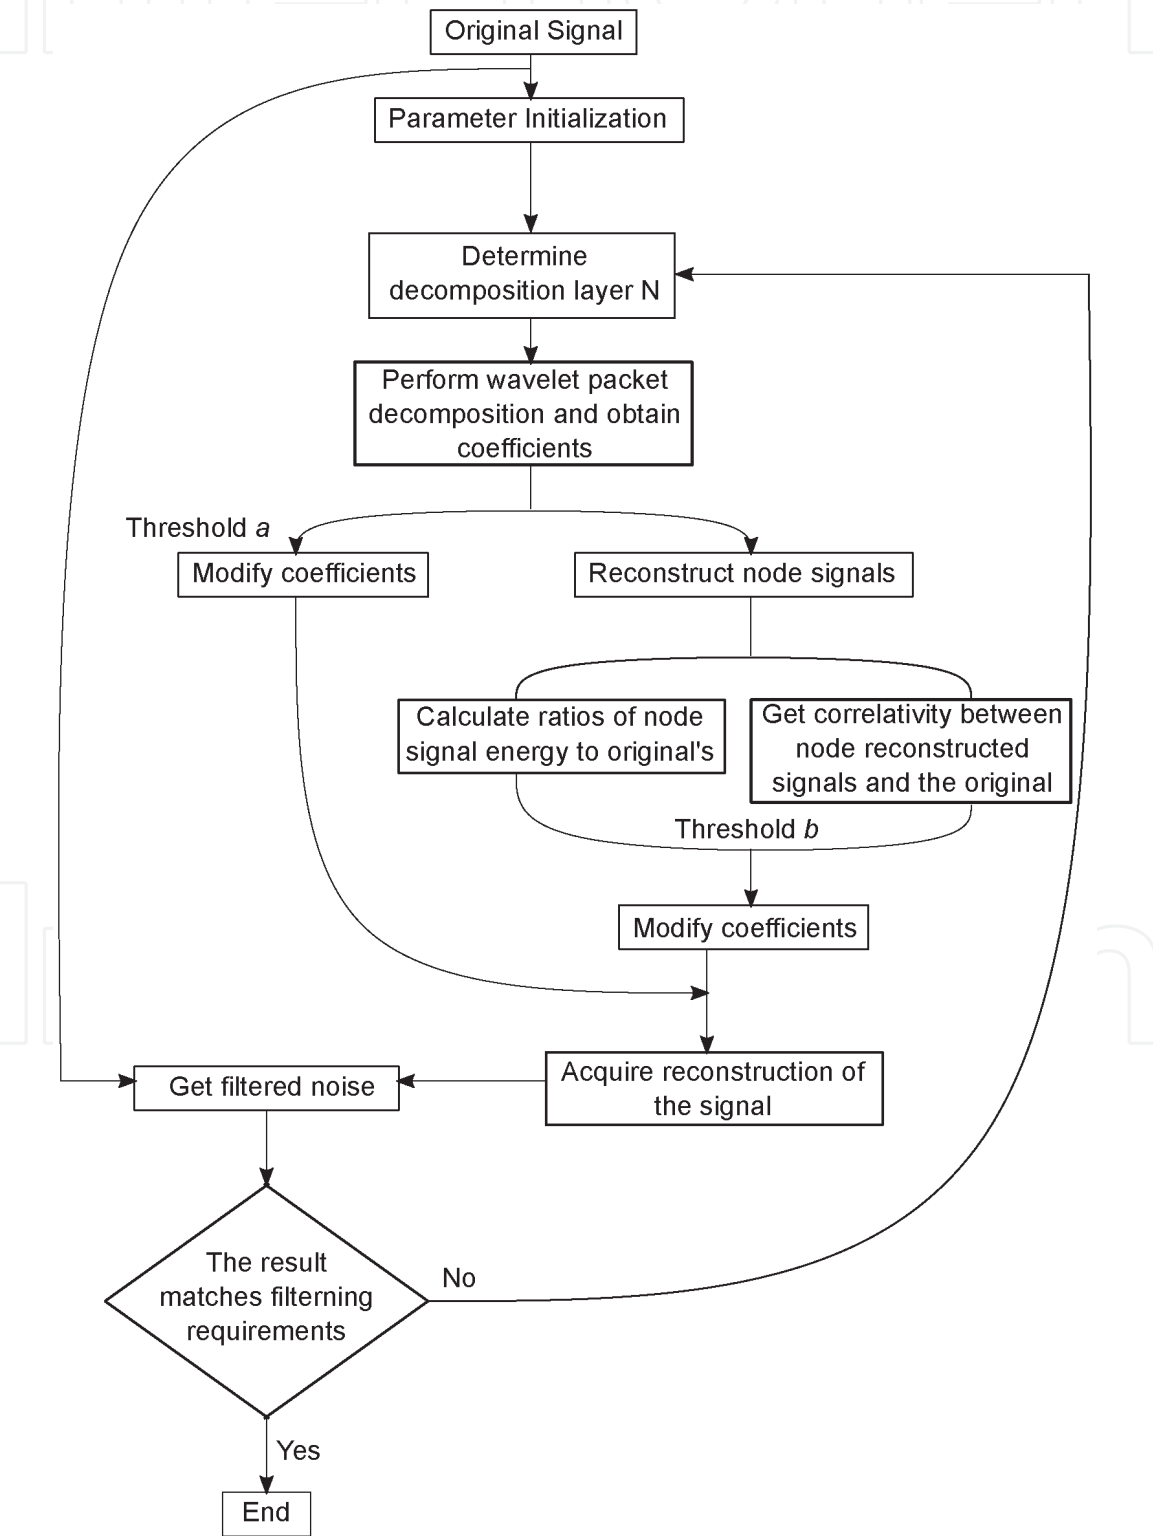 Original Signal
Parameter Initialization
Determine
decomposition layer N
Perform wavelet packet
decomposition and obtain
coefficients
Threshold a
Modify coefficients
Reconstruct node signals
Calculate ratios of node
signal energy to original's
Get correlativity between
node reconstructed
signals and the original
Threshold b
Modify coefficients
Acquire reconstruction of
the signal
Get filtered noise
The result
matches filterning
requirements
No
Yes
End